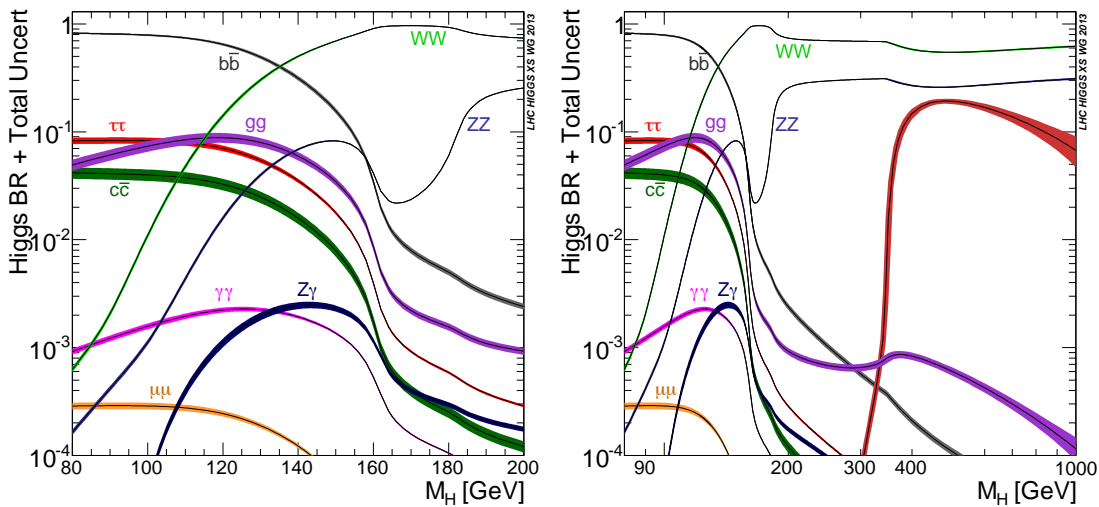 Higgs BR + Total Uncert
1
10⁻¹
10⁻²
10⁻³
10⁻⁴
80 100 120 140 160 180 200
M_H [GeV]
LHC HIGGS XS WG 2013
bb̅
WW
ττ
gg
ZZ
cc̅
γγ
Zγ
μμ
Higgs BR + Total Uncert
1
10⁻¹
10⁻²
10⁻³
10⁻⁴
90 200 300 400 1000
M_H [GeV]
LHC HIGGS XS WG 2013
bb̅
WW
ττ
gg
ZZ
cc̅
γγ
Zγ
μμ